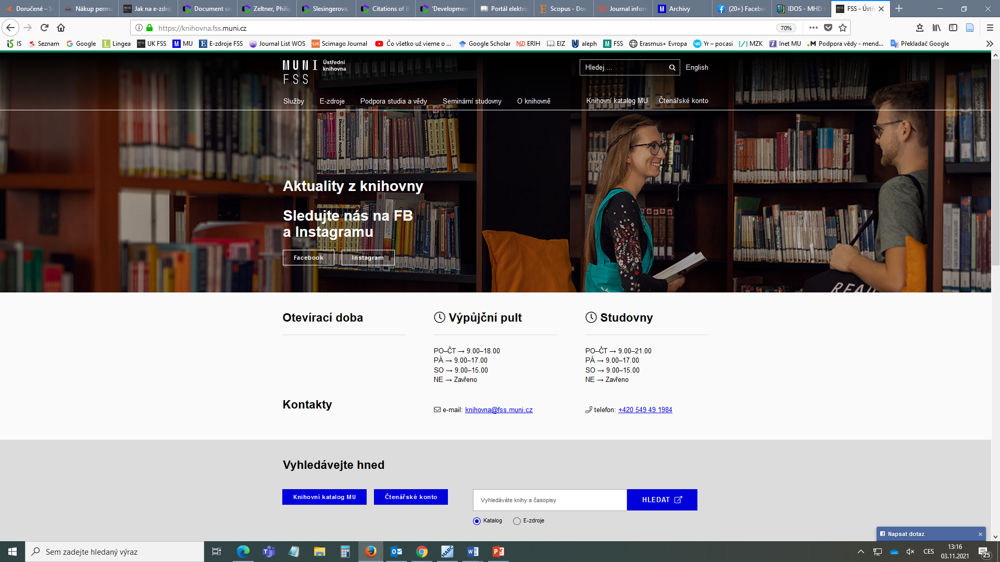 Doručené – S
Nákup perma
Jak na e-zdroj
Document se
Zeltner, Philip
Slesingerova,
Citations of B
'Development
Portál elektro
Scopus - Doc
Journal inform
Archivy
(20+) Facebo
IDOS - MHD
FSS - Ústř
https://knihovna.fss.muni.cz
70%
IS
Seznam
Google
Lingea
UK FSS
MU
E-zdroje FSS
Journal List WOS
Scimago Journal
Čo všetko už vieme o ...
Google Scholar
ERIH
EIZ
aleph
FSS
Erasmus+ Evropa
Yr – pocasi
MZK
Inet MU
Podpora vědy - mend...
Překladač Google
MUNI
FSS
Ústřední
knihovna
Hledej ...
English
Služby
E-zdroje
Podpora studia a vědy
Seminární studovny
O knihovně
Knihovní katalog MU
Čtenářské konto
Aktuality z knihovny
Sledujte nás na FB
a Instagramu
Facebook
Instagram
READ
Otevírací doba
Výpůjční pult
PO–ČT → 9.00–18.00
PÁ → 9.00–17.00
SO → 9.00–15.00
NE → Zavřeno
Studovny
PO–ČT → 9.00–21.00
PÁ → 9.00–17.00
SO → 9.00–15.00
NE → Zavřeno
Kontakty
e-mail: knihovna@fss.muni.cz
telefon: +420 549 49 1984
Vyhledávejte hned
Knihovní katalog MU
Čtenářské konto
Vyhledáváte knihy a časopisy
HLEDAT
Katalog
E-zdroje
Napsat dotaz
Sem zadejte hledaný výraz
CES
13:16
03.11.2021
25